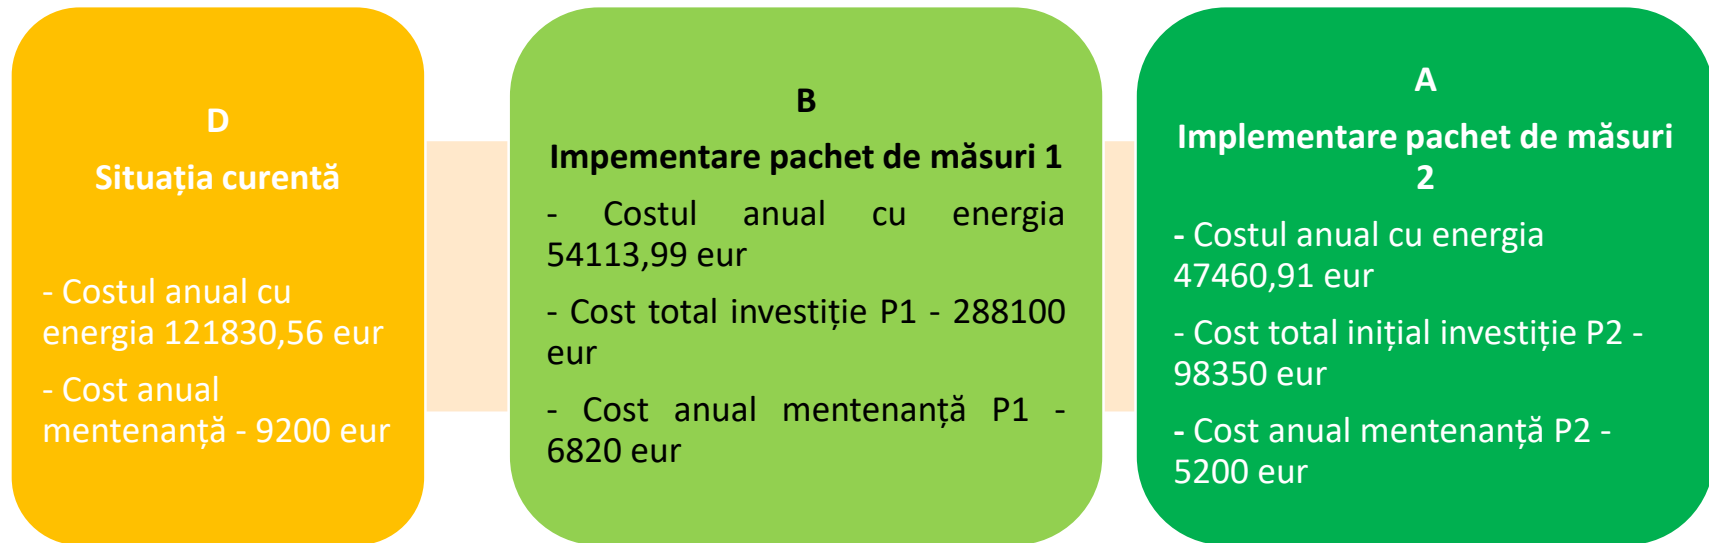 D
Situația curentă
- Costul anual cu
energia 121830,56 eur
- Cost anual
mentenanță - 9200 eur
B
Impementare pachet de măsuri 1
- Costul anual cu energia
54113,99 eur
- Cost total investiție P1 - 288100
eur
- Cost anual mentenanță P1 -
6820 eur
A
Implementare pachet de măsuri
2
- Costul anual cu energia
47460,91 eur
- Cost total inițial investiție P2 -
98350 eur
- Cost anual mentenanță P2 -
5200 eur